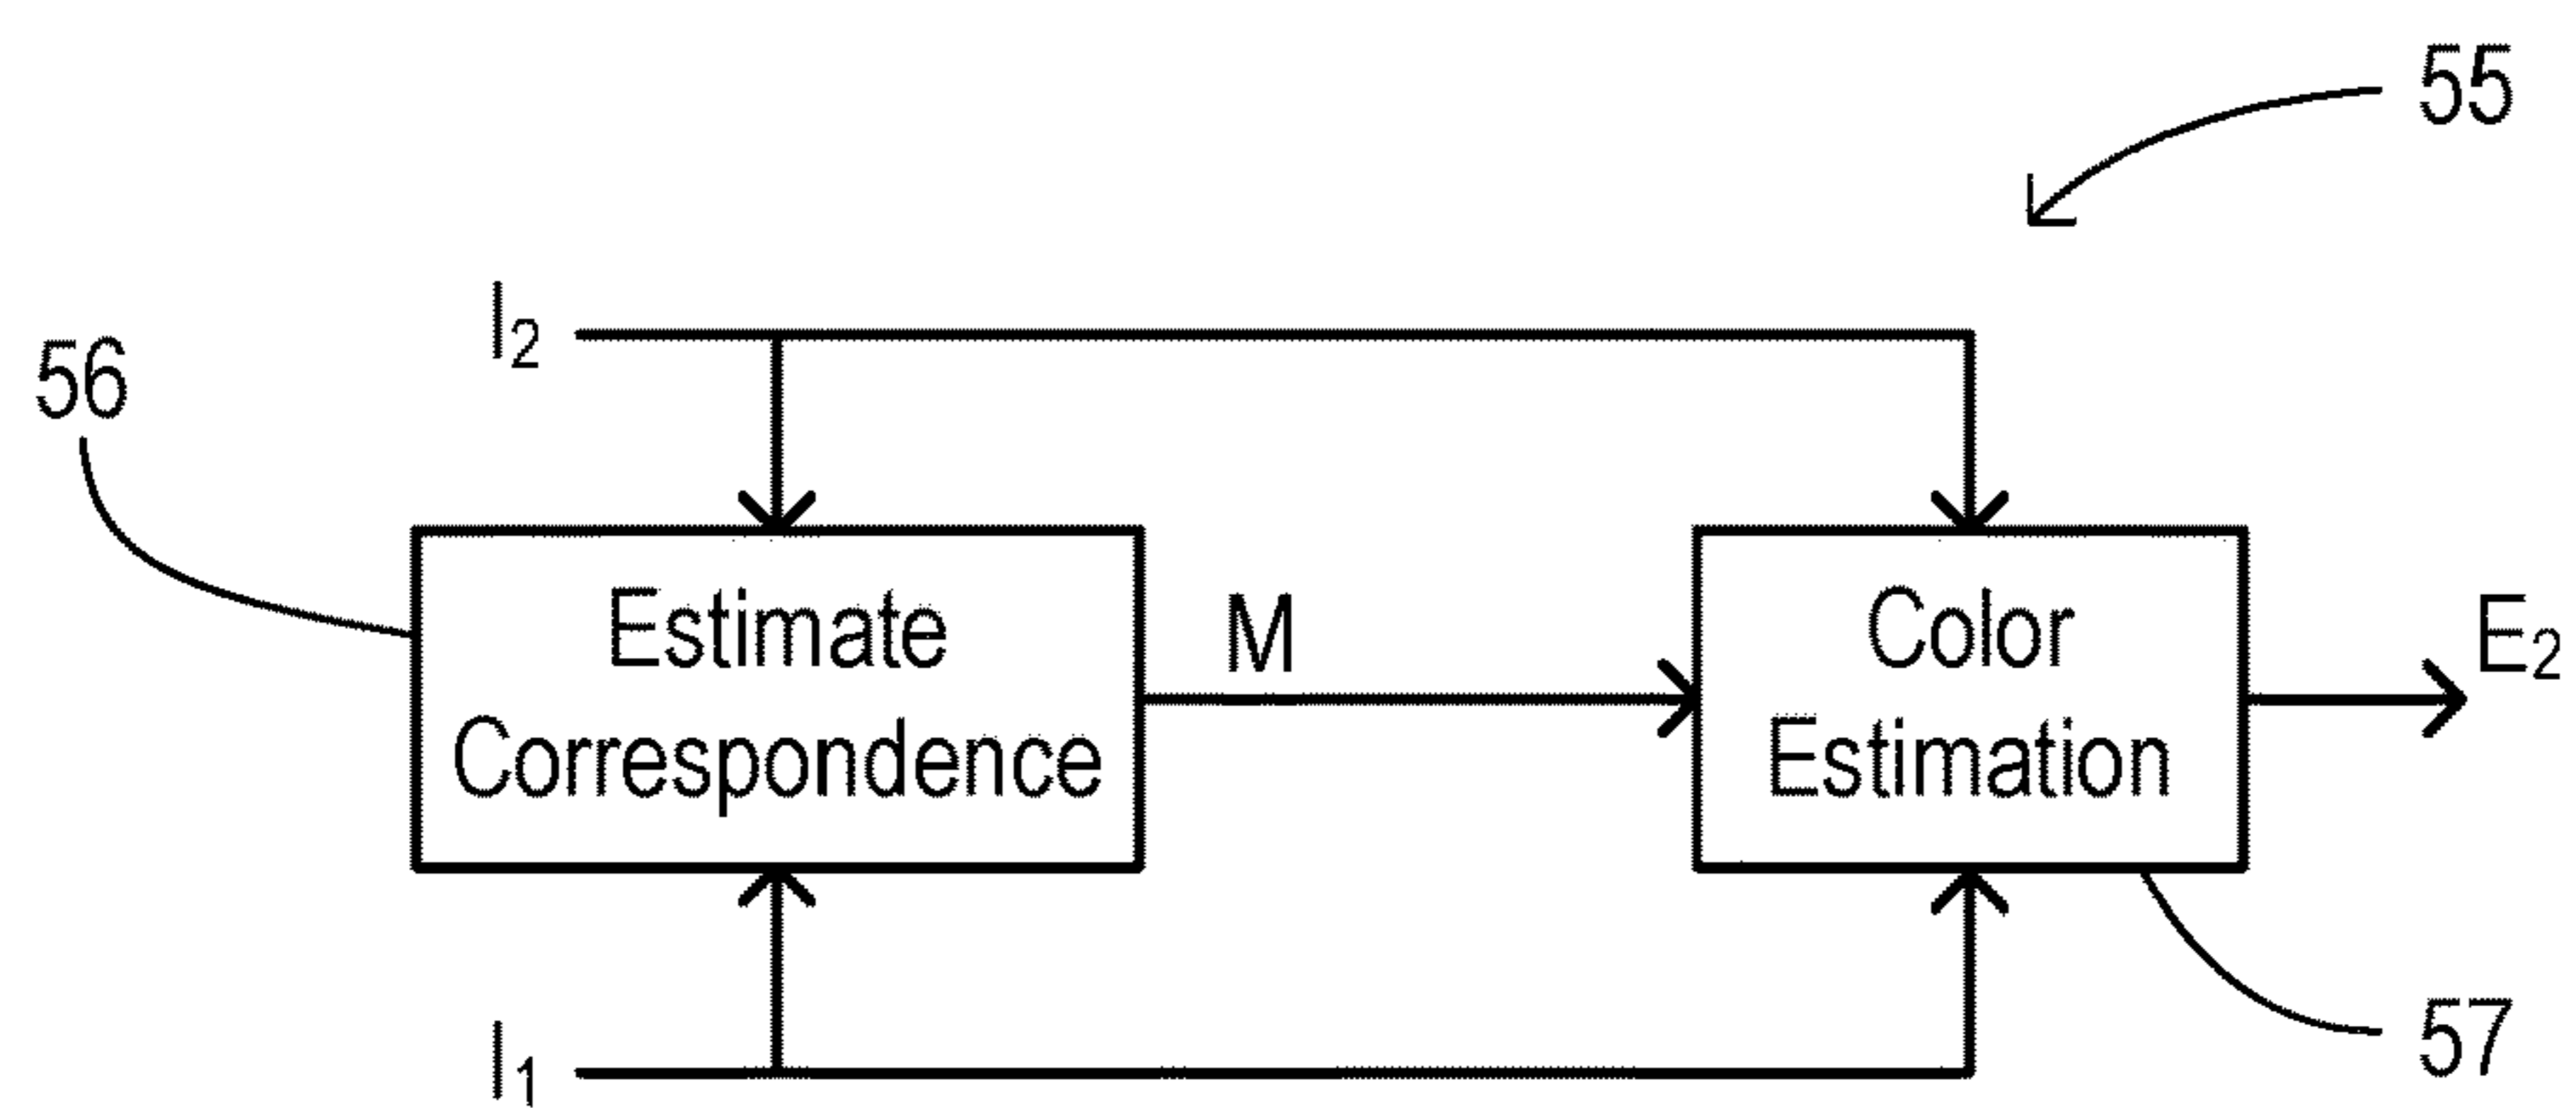 55
I2
56
Estimate
Correspondence
M
Color
Estimation
E2
I1
57